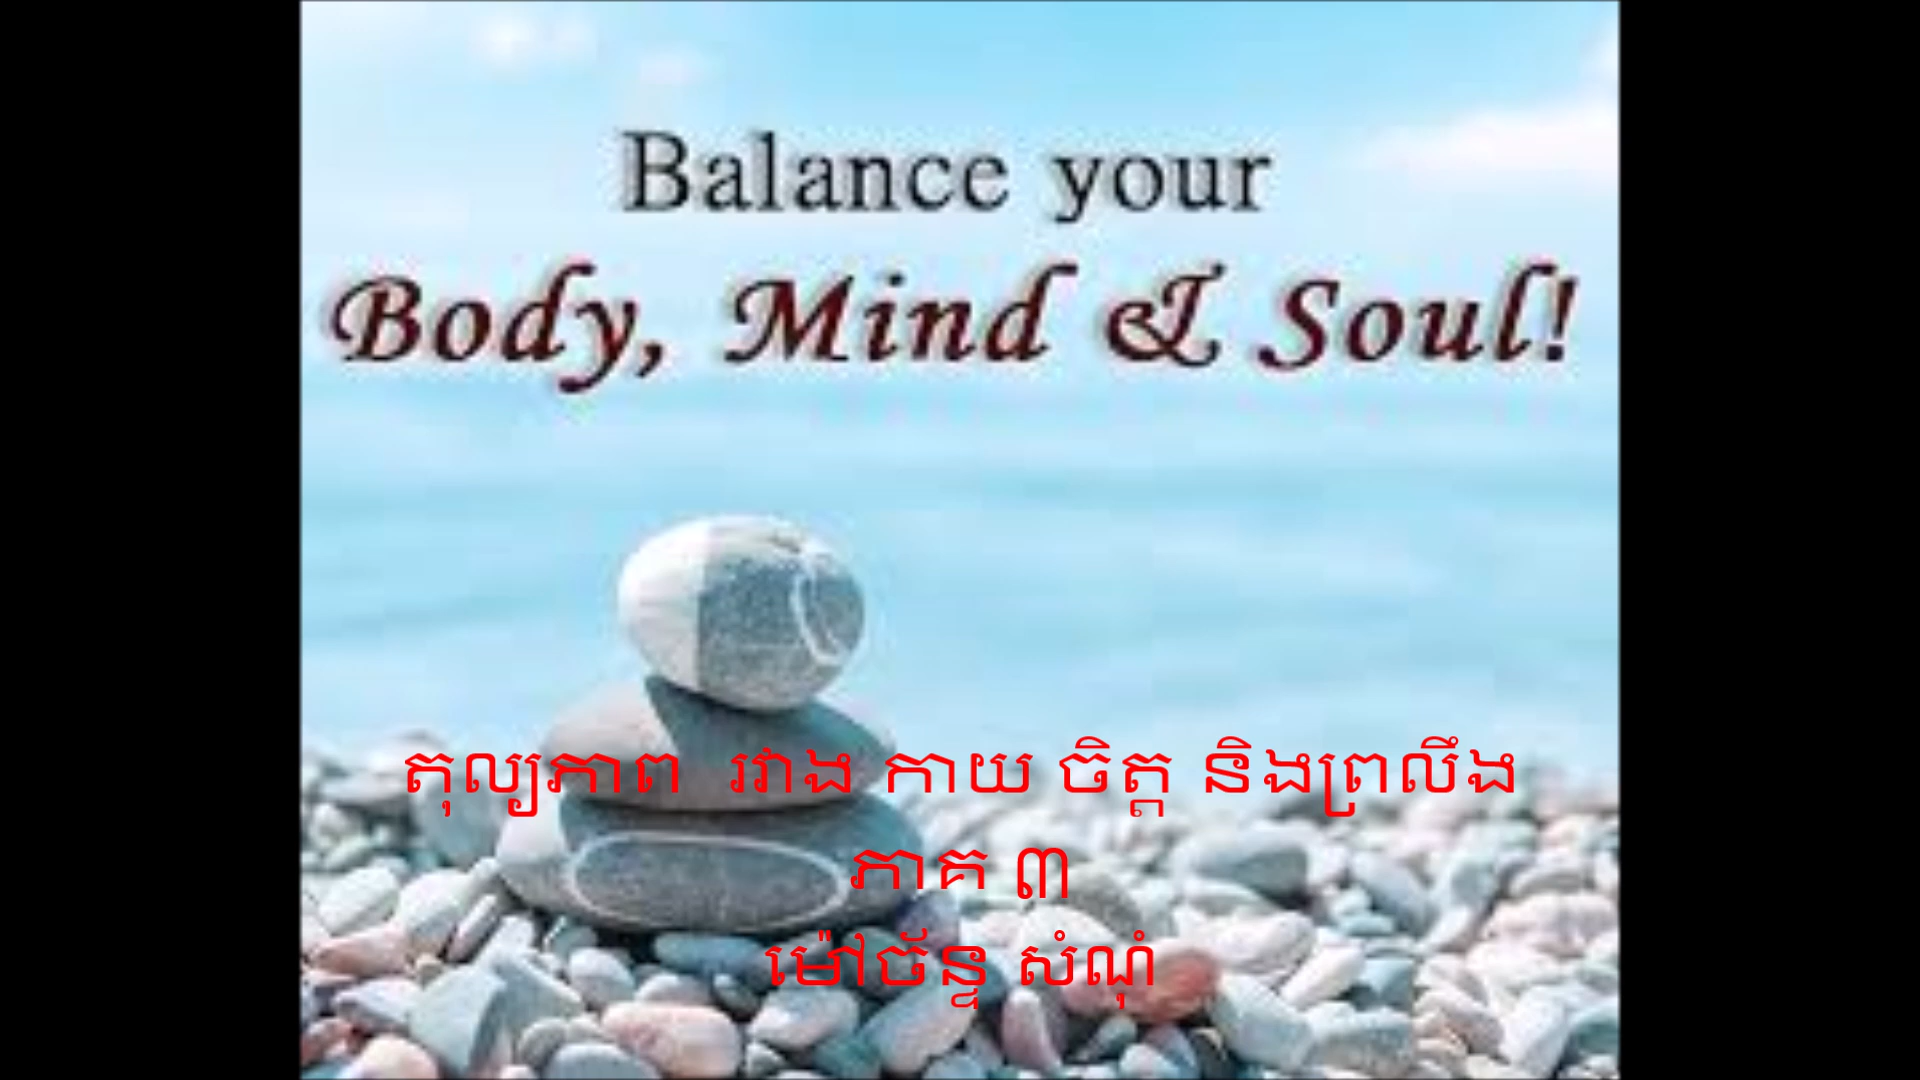 Balance your
Body, Mind & Soul!
តុល្យភាព រវាង កាយ ចិត្ត និងព្រលឹង
ភាគ ៣
ម៉ៅច័ន្ទ សំណុំ